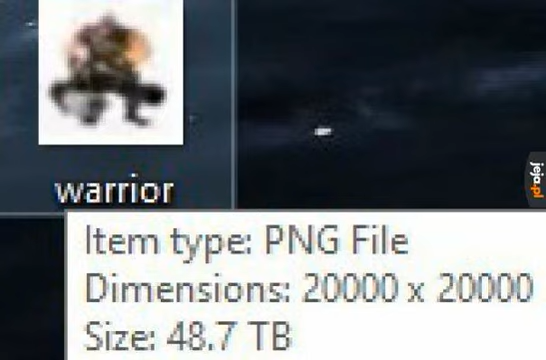 warrior
jeja.pl
Item type: PNG File
Dimensions: 20000 x 20000
Size: 48.7 TB